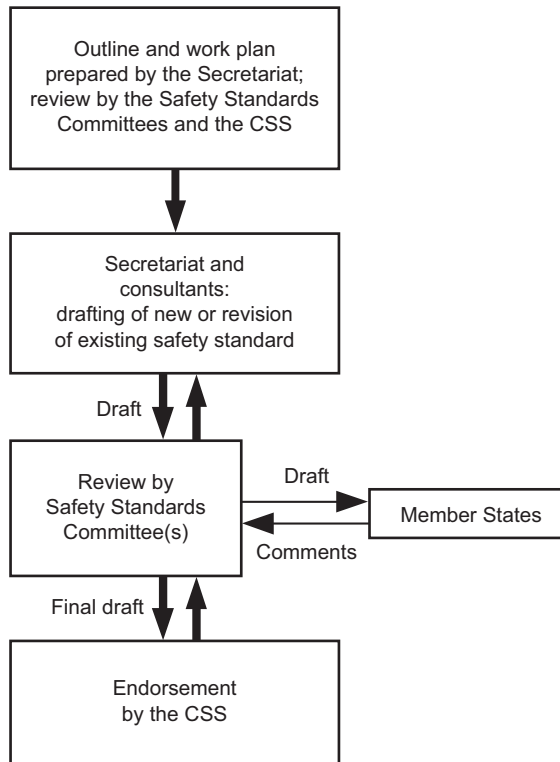 Outline and work plan
prepared by the Secretariat;
review by the Safety Standards
Committees and the CSS
Secretariat and
consultants:
drafting of new or revision
of existing safety standard
Draft
Review by
Safety Standards
Committee(s)
Draft
Member States
Comments
Final draft
Endorsement
by the CSS